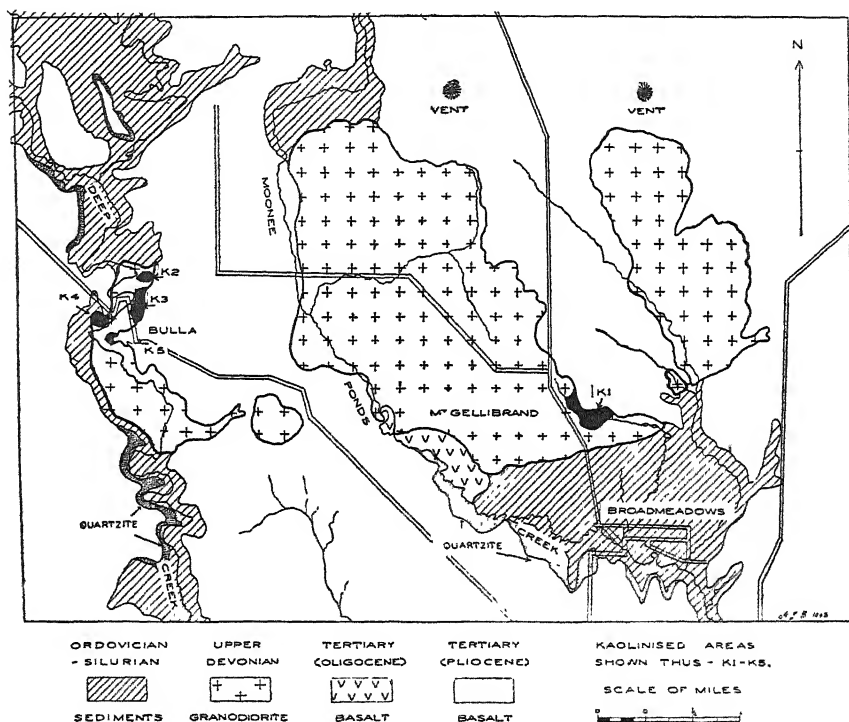 N
VENT
VENT
MOONEE
DEEP
K2
K3
K4
BULLA
K5
PONDS
MT GELLIBRAND
K1
BROADMEADOWS
QUARTZITE
QUARTZITE
CREEK
CREEK
ORDOVICIAN
- SILURIAN
SEDIMENTS
UPPER
DEVONIAN
GRANODIORITE
TERTIARY
(OLIGOCENE)
BASALT
TERTIARY
(PLIOCENE)
BASALT
KAOLINISED AREAS
SHOWN THUS - K1-K5.
SCALE OF MILES